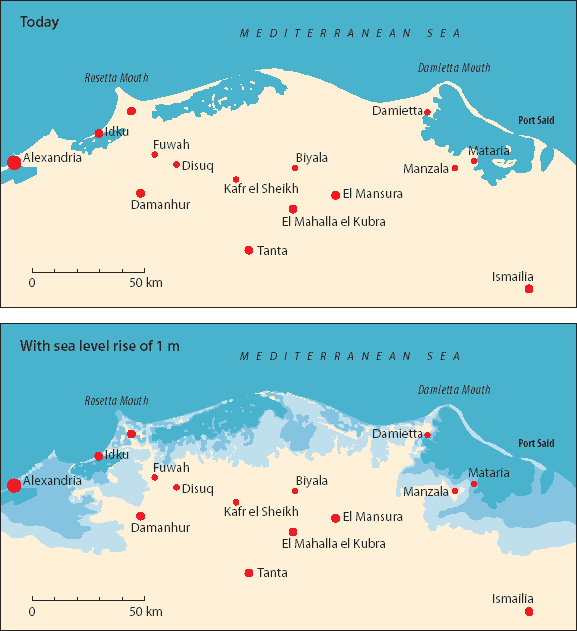 Today
MEDITERRANEAN SEA
Rosetta Mouth
Damietta Mouth
Damietta
Port Said
Idku
Fuwah
Mataria
Alexandria
Disuq
Biyala
Manzala
Kafr el Sheikh
El Mansura
Damanhur
El Mahalla el Kubra
Tanta
Ismailia
0 50 km
With sea level rise of 1 m
MEDITERRANEAN SEA
Rosetta Mouth
Damietta Mouth
Damietta
Port Said
Idku
Fuwah
Mataria
Alexandria
Disuq
Biyala
Manzala
Kafr el Sheikh
El Mansura
Damanhur
El Mahalla el Kubra
Tanta
Ismailia
0 50 km